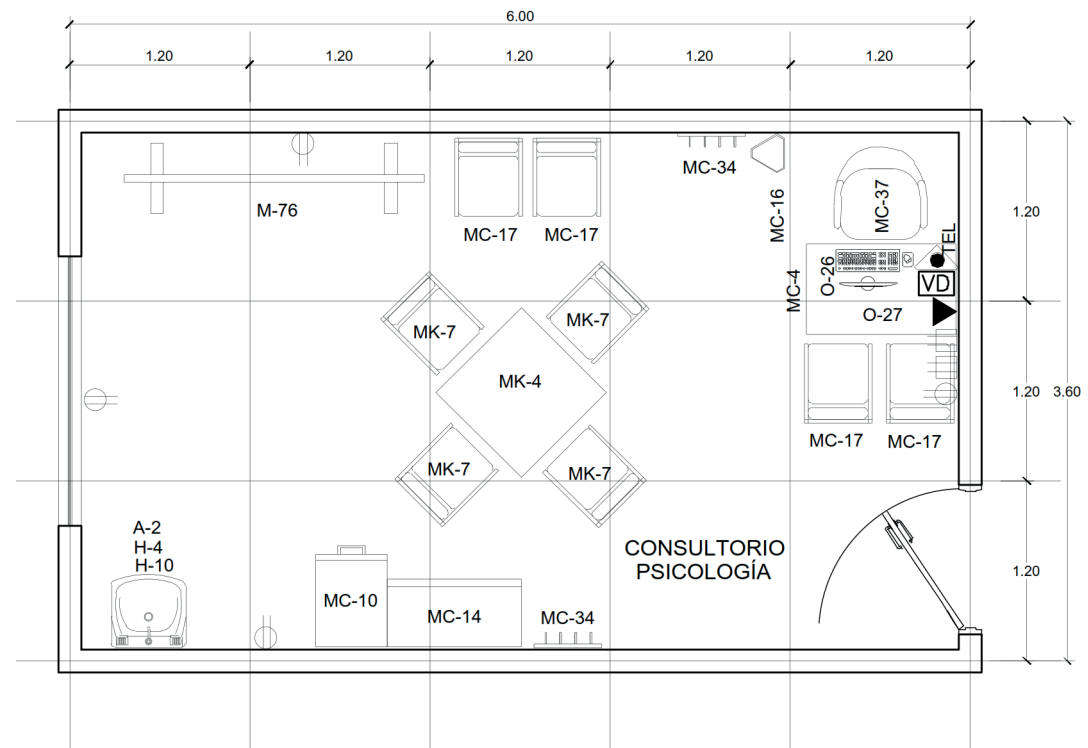 6.00
1.20
1.20
1.20
1.20
1.20
MC-34
MC-16
MC-37
M-76
MC-17
MC-17
1.20
TEL
MC-4
O-26
VD
O-27
MK-7
MK-7
MK-4
1.20
3.60
MC-17
MC-17
MK-7
MK-7
A-2
H-4
H-10
CONSULTORIO
PSICOLOGÍA
1.20
MC-10
MC-14
MC-34